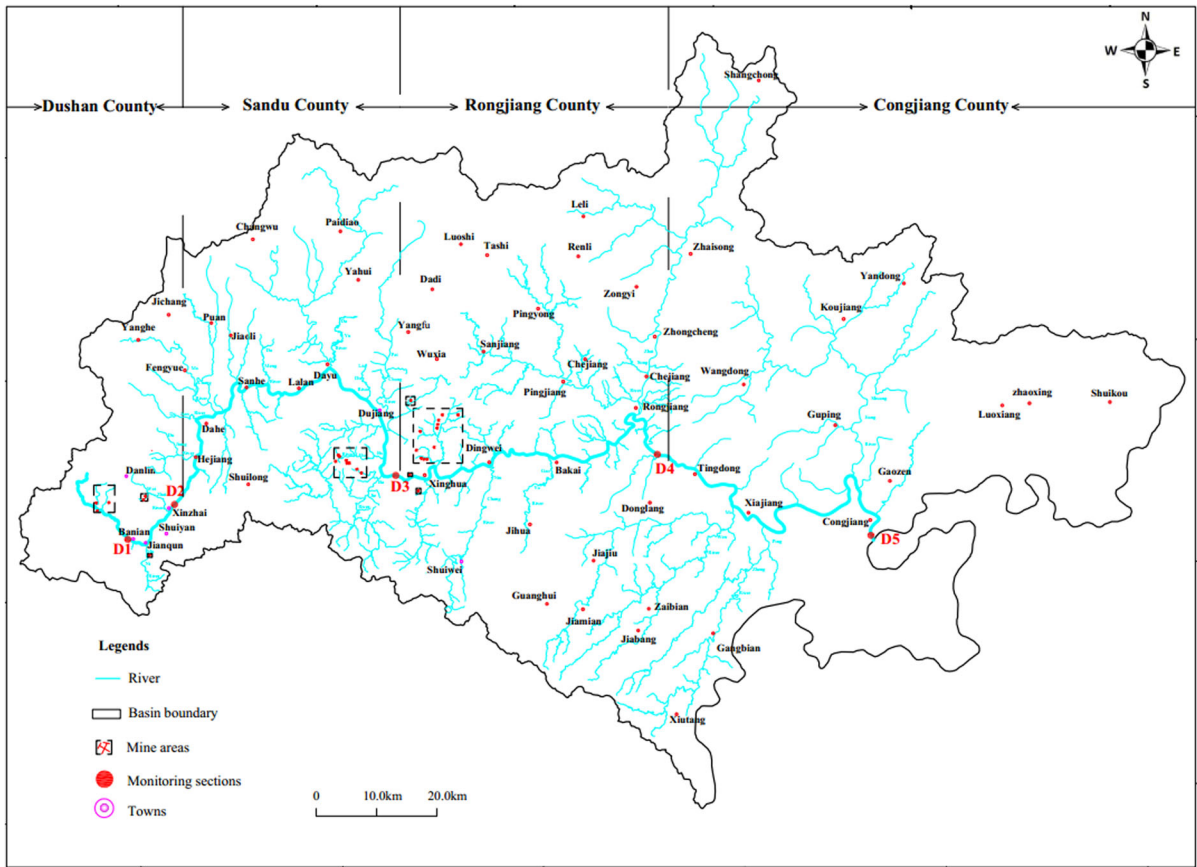 N
W E
S
Shangchong
Dushan County
Sandu County
Rongjiang County
Congjiang County
Leli
Changwu
Paidiao
Luoshi
Tashi
Renli
Zhaisong
Yahui
Dadi
Zongyi
Yandong
Jichang
Koujiang
Puan
Pingyong
Yanghe
Jiaoli
Yangfu
Zhongcheng
Sanjiang
Wuxia
Fengyue
Chejiang
Sanhe
Lalan
Dayu
Chejiang
Wangdong
Pingjiang
zhaoxing
Shuikou
Luoxiang
Rongjiang
Dujiang
Guping
Dahe
Dingwei
Hejiang
Danlin
Bakai
D4
Tingdong
Gaozen
Shuilong
D2
D3
Xinghua
Xinzhai
Donglang
Xiajiang
Congjiang
Banian
Shuiyan
Jihua
D5
D1
Jianqun
Jiajiu
Shuiwei
Guanghui
Jiamian
Zaibian
Jiabang
Gangbian
Legends
River
Xiutang
Basin boundary
Mine areas
Monitoring sections
Towns
0 10.0km 20.0km